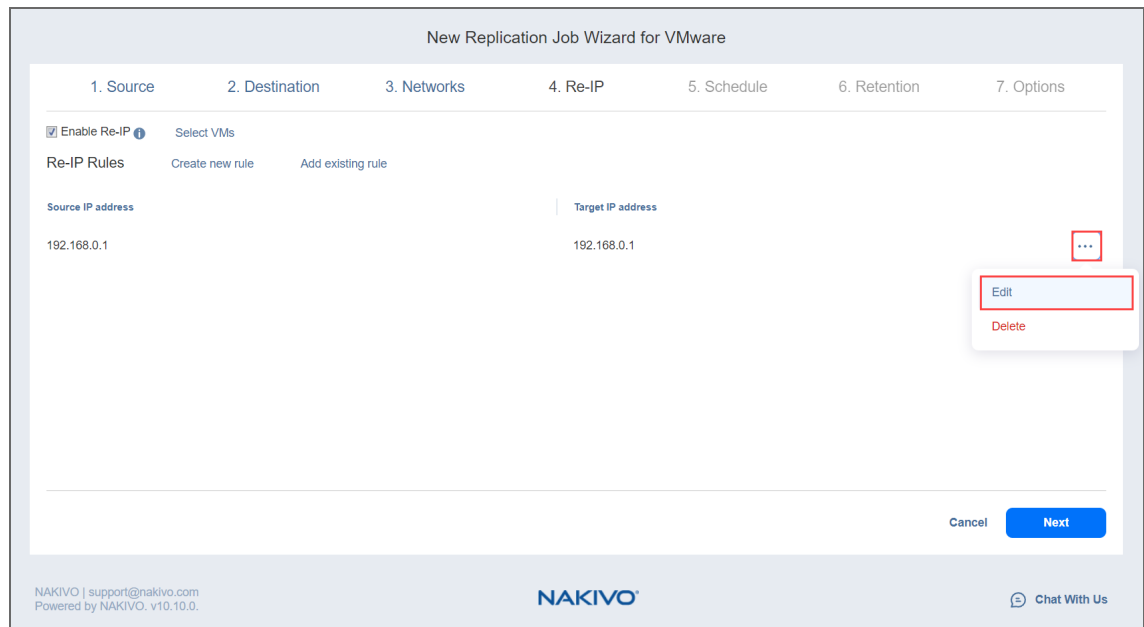 New Replication Job Wizard for VMware
1. Source 2. Destination 3. Networks 4. Re-IP 5. Schedule 6. Retention 7. Options
Enable Re-IP Select VMs
Re-IP Rules Create new rule Add existing rule
Source IP address Target IP address
192.168.0.1 192.168.0.1 ...
Edit
Delete
Cancel Next
NAKIVO | support@nakivo.com
Powered by NAKIVO. v10.10.0.
NAKIVO®
Chat With Us